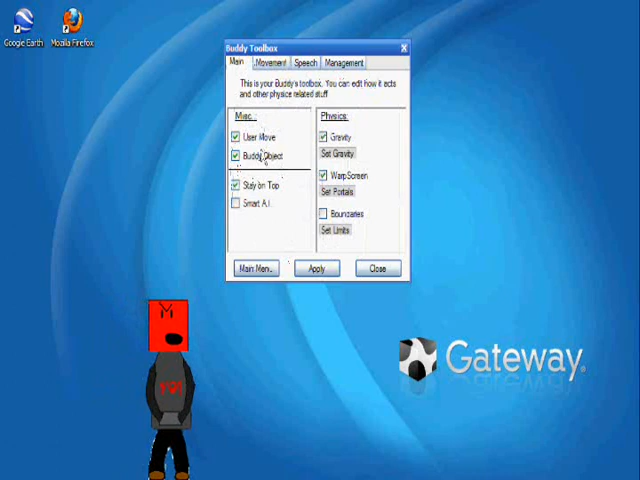 Google Earth
Mozilla Firefox
Buddy Toolbox
Main
Movement
Speech
Management
This is your Buddy's toolbox. You can edit how it acts
and other physics related stuff
Misc.:
User Move
Buddy Object
Stay on Top
Smart A.I.
Physics:
Gravity
Set Gravity
WarpScreen
Set Portals
Boundaries
Set Limits
Main Menu
Apply
Close
M
Gateway